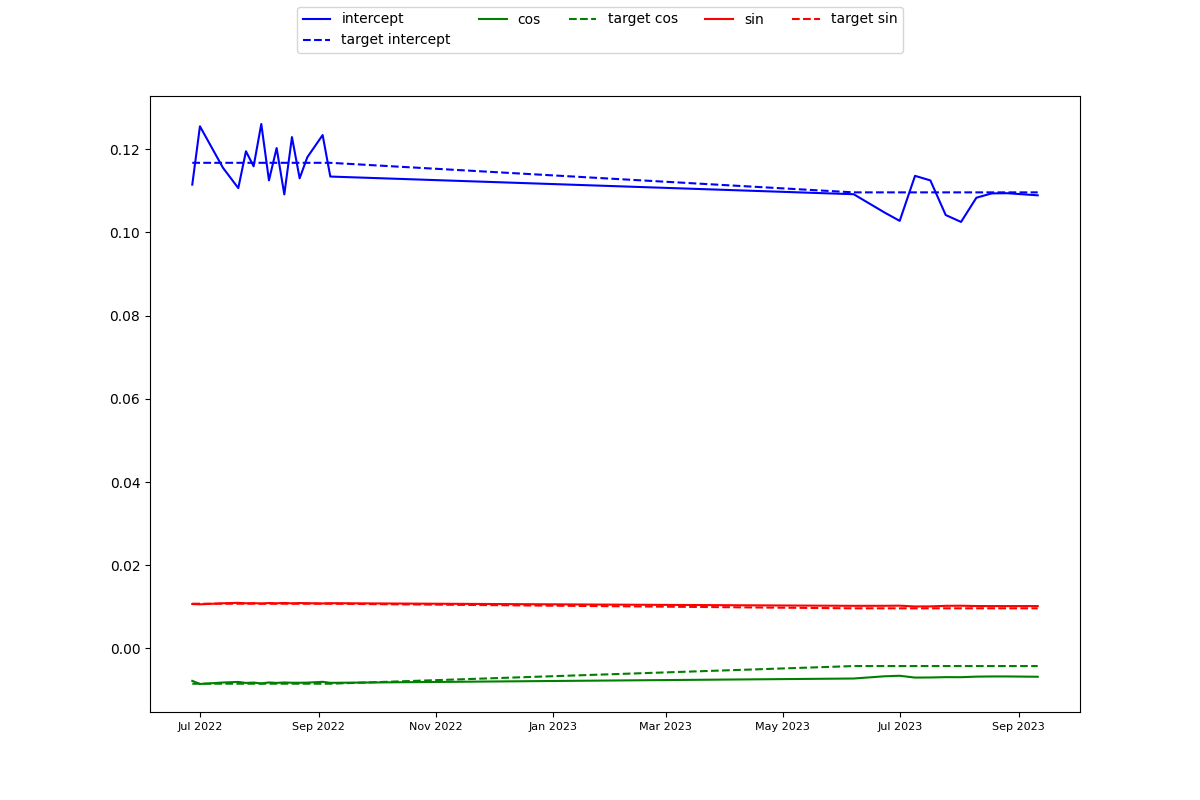 intercept cos target cos sin target sin
target intercept
0.12
0.10
0.08
0.06
0.04
0.02
0.00
Jul 2022 Sep 2022 Nov 2022 Jan 2023 Mar 2023 May 2023 Jul 2023 Sep 2023